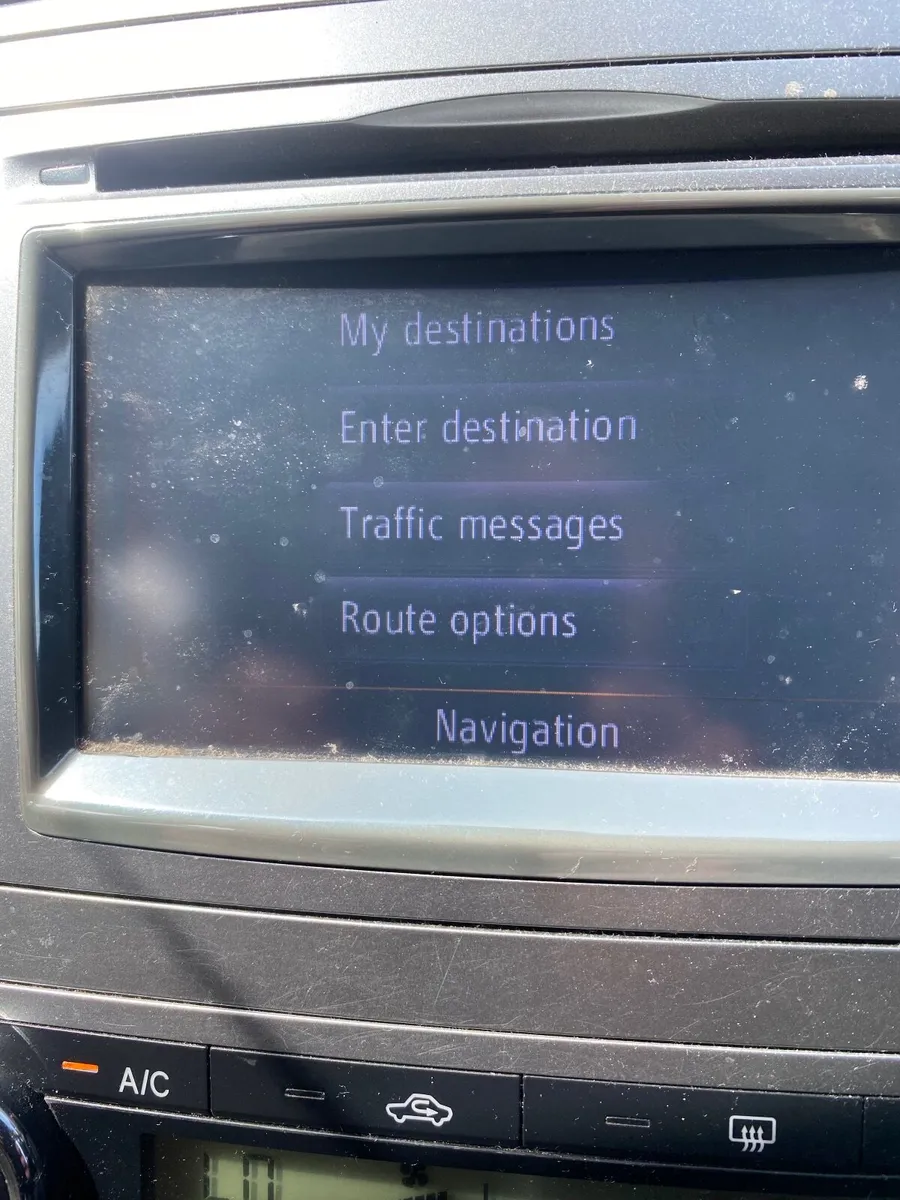 My destinations
Enter destination
Traffic messages
Route options
Navigation
A/C